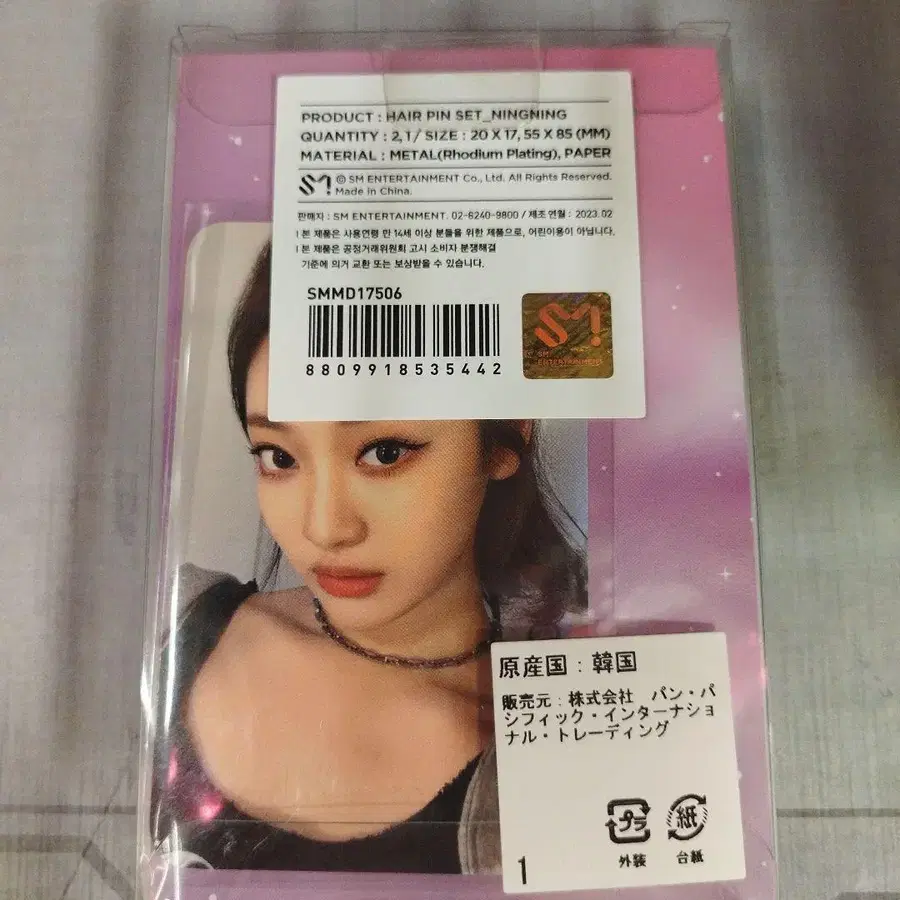 PRODUCT : HAIR PIN SET_NINGNING
QUANTITY : 2, 1 / SIZE : 20 X 17, 55 X 85 (MM)
MATERIAL : METAL(Rhodium Plating), PAPER
SM
© SM ENTERTAINMENT Co., Ltd. All Rights Reserved.
Made in China.
판매자 : SM ENTERTAINMENT. 02-6240-9800 / 제조연월 : 2023. 02
! 본 제품은 사용연령 만 14세 이상 분들을 위한 제품으로, 어린이용이 아닙니다.
! 본 제품은 공정거래위원회 고시 소비자 분쟁해결
기준에 의거 교환 또는 보상받을 수 있습니다.
SMMD17506
8809918535442
SM
SM
ENTERTAINMENT
原産国：韓国
販売元：株式会社 パン・パ
シフィック・インターナショ
ナル・トレーディング
プラ 紙
外装 台紙
1